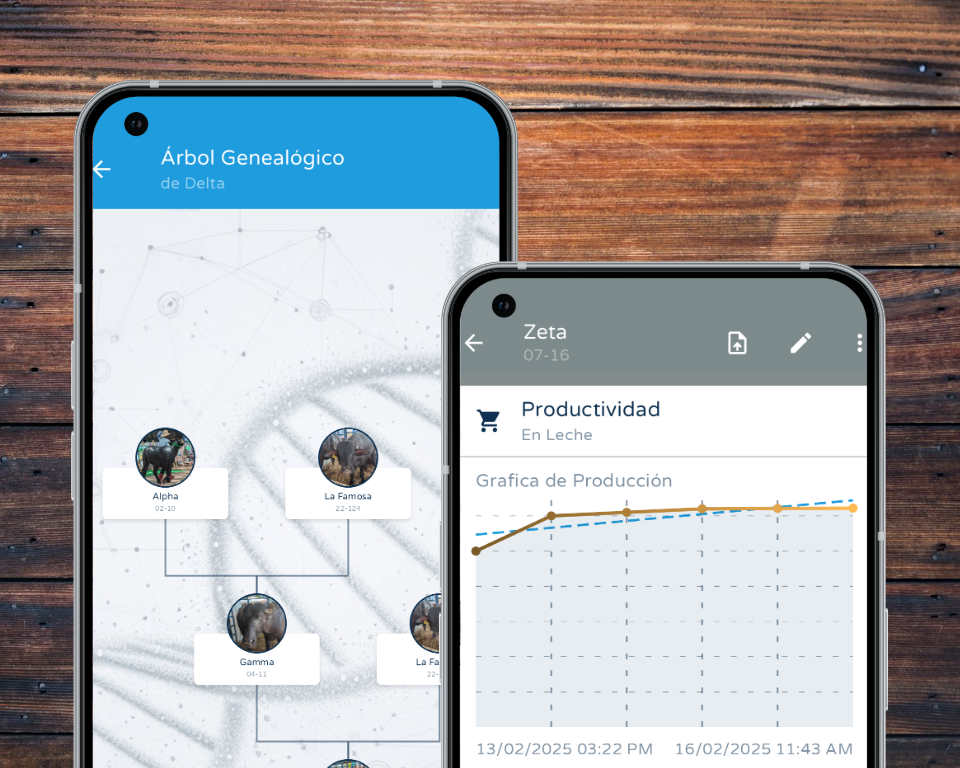 Árbol Genealógico
de Delta
Alpha
02-10
La Famosa
22-124
Gamma
04-11
La Fa
22-
Zeta
07-16
Productividad
En Leche
Grafica de Producción
13/02/2025 03:22 PM
16/02/2025 11:43 AM